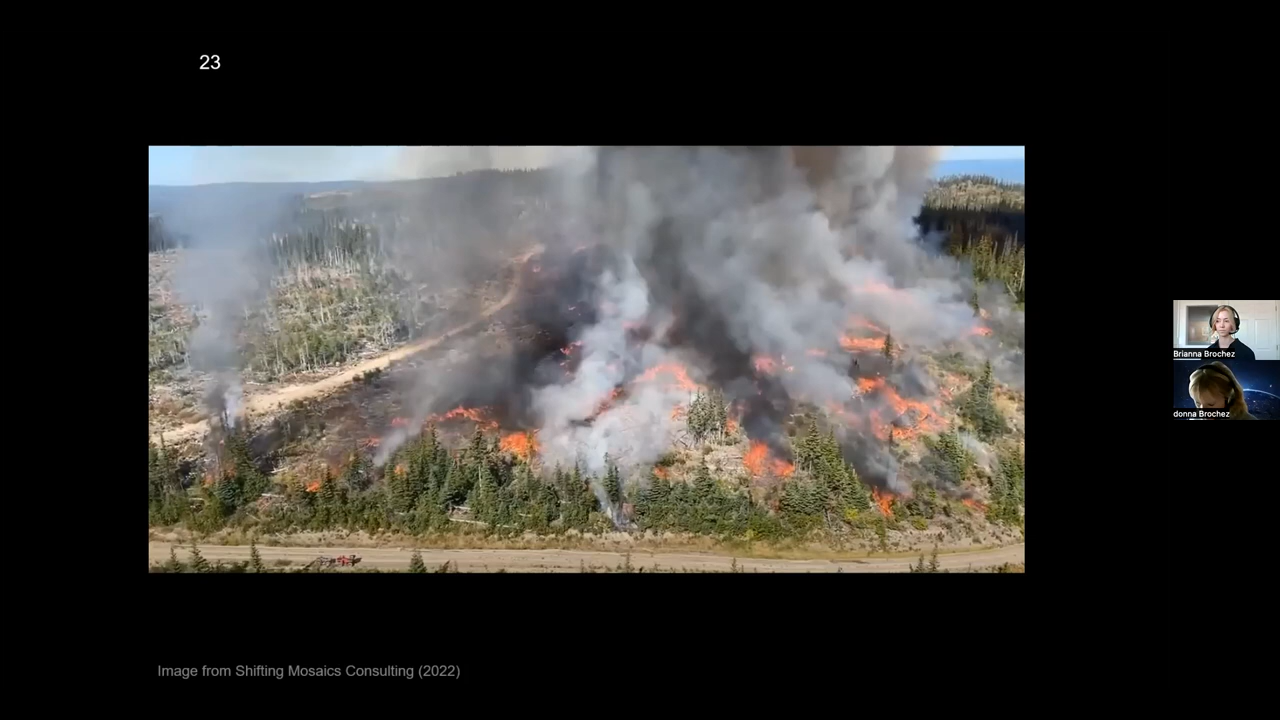 23
Brianna Brochez
donna Brochez
Image from Shifting Mosaics Consulting (2022)